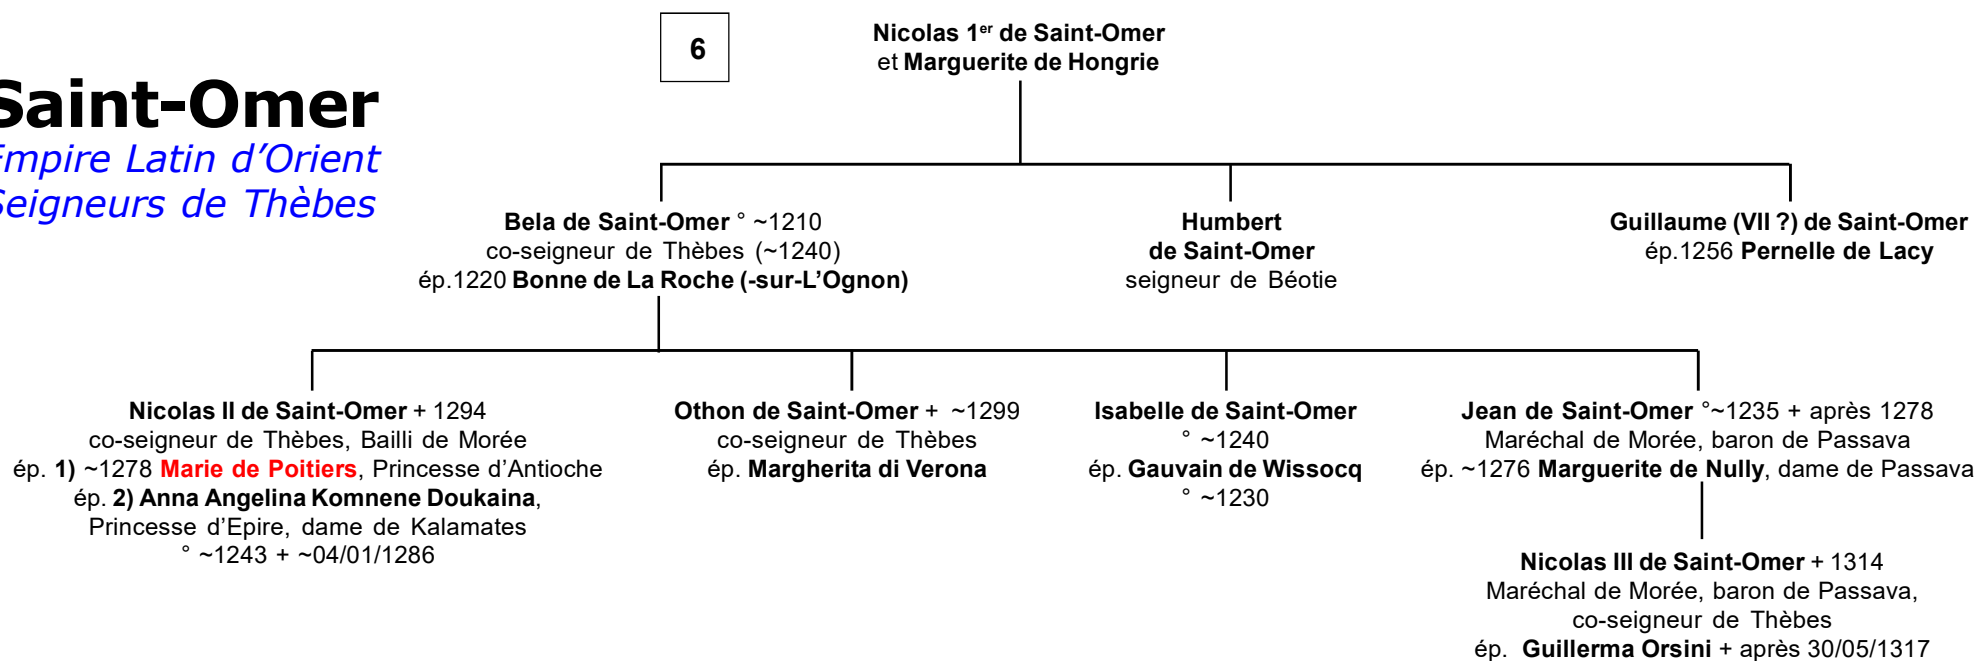 6
Nicolas 1er de Saint-Omer
et Marguerite de Hongrie
Saint-Omer
Empire Latin d’Orient
Seigneurs de Thèbes
Bela de Saint-Omer ° ~1210
co-seigneur de Thèbes (~1240)
ép.1220 Bonne de La Roche (-sur-L’Ognon)
Humbert
de Saint-Omer
seigneur de Béotie
Guillaume (VII ?) de Saint-Omer
ép.1256 Pernelle de Lacy
Nicolas II de Saint-Omer + 1294
co-seigneur de Thèbes, Bailli de Morée
ép. 1) ~1278 Marie de Poitiers, Princesse d’Antioche
ép. 2) Anna Angelina Komnene Doukaina,
Princesse d’Epire, dame de Kalamates
° ~1243 + ~04/01/1286
Othon de Saint-Omer + ~1299
co-seigneur de Thèbes
ép. Margherita di Verona
Isabelle de Saint-Omer
° ~1240
ép. Gauvain de Wissocq
° ~1230
Jean de Saint-Omer °~1235 + après 1278
Maréchal de Morée, baron de Passava
ép. ~1276 Marguerite de Nully, dame de Passava
Nicolas III de Saint-Omer + 1314
Maréchal de Morée, baron de Passava,
co-seigneur de Thèbes
ép. Guillerma Orsini + après 30/05/1317